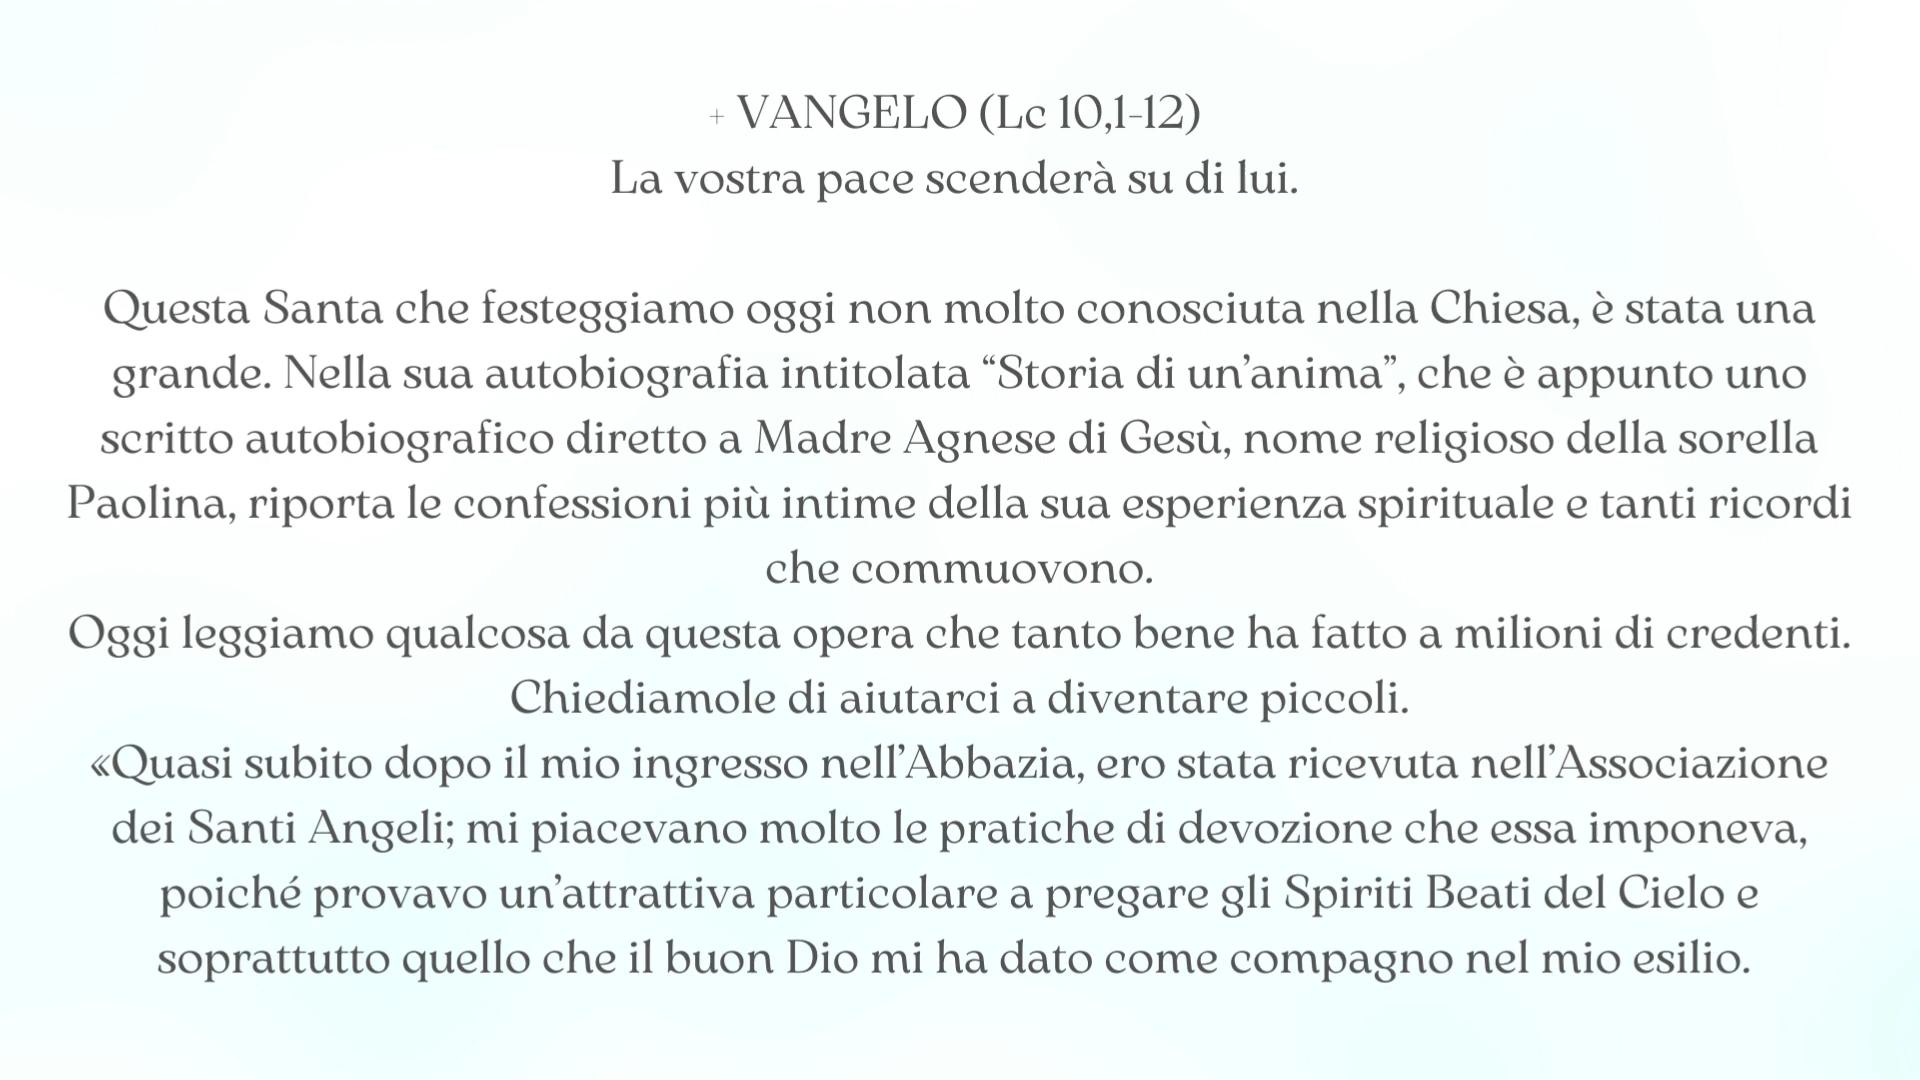 + VANGELO (Lc 10,1-12)
La vostra pace scenderà su di lui.
Questa Santa che festeggiamo oggi non molto conosciuta nella Chiesa, è stata una
grande. Nella sua autobiografia intitolata “Storia di un’anima”, che è appunto uno
scritto autobiografico diretto a Madre Agnese di Gesù, nome religioso della sorella
Paolina, riporta le confessioni più intime della sua esperienza spirituale e tanti ricordi
che commuovono.
Oggi leggiamo qualcosa da questa opera che tanto bene ha fatto a milioni di credenti.
Chiediamole di aiutarci a diventare piccoli.
«Quasi subito dopo il mio ingresso nell’Abbazia, ero stata ricevuta nell’Associazione
dei Santi Angeli; mi piacevano molto le pratiche di devozione che essa imponeva,
poiché provavo un’attrattiva particolare a pregare gli Spiriti Beati del Cielo e
soprattutto quello che il buon Dio mi ha dato come compagno nel mio esilio.